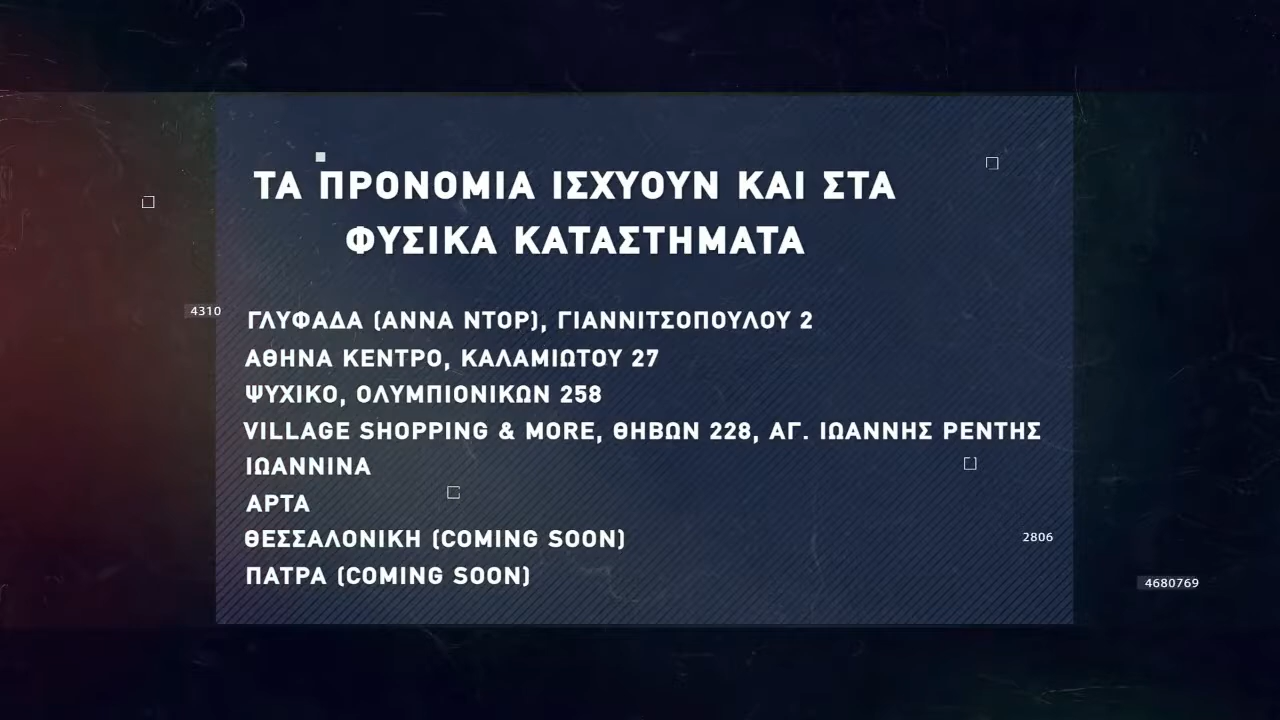 ΤΑ ΠΡΟΝΟΜΙΑ ΙΣΧΥΟΥΝ ΚΑΙ ΣΤΑ
ΦΥΣΙΚΑ ΚΑΤΑΣΤΗΜΑΤΑ
4310
ΓΛΥΦΑΔΑ (ΑΝΝΑ ΝΤΟΡ), ΓΙΑΝΝΙΤΣΟΠΟΥΛΟΥ 2
ΑΘΗΝΑ ΚΕΝΤΡΟ, ΚΑΛΑΜΙΩΤΟΥ 27
ΨΥΧΙΚΟ, ΟΛΥΜΠΙΟΝΙΚΩΝ 258
VILLAGE SHOPPING & MORE, ΘΗΒΩΝ 228, ΑΓ. ΙΩΑΝΝΗΣ ΡΕΝΤΗΣ
ΙΩΑΝΝΙΝΑ
ΑΡΤΑ
ΘΕΣΣΑΛΟΝΙΚΗ (COMING SOON)
2806
ΠΑΤΡΑ (COMING SOON)
4680769